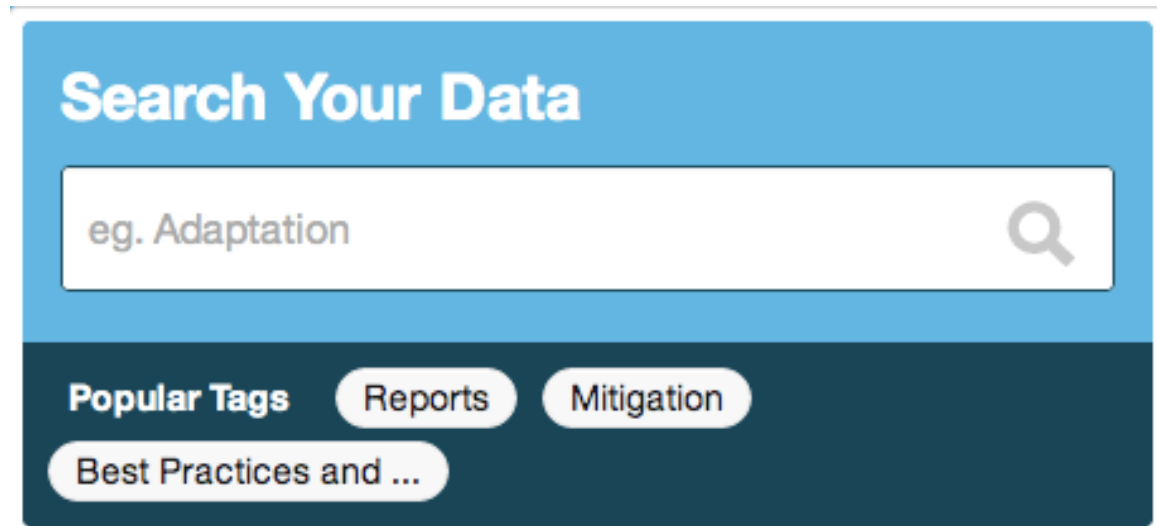 Search Your Data
eg. Adaptation
Popular Tags Reports Mitigation
Best Practices and ...